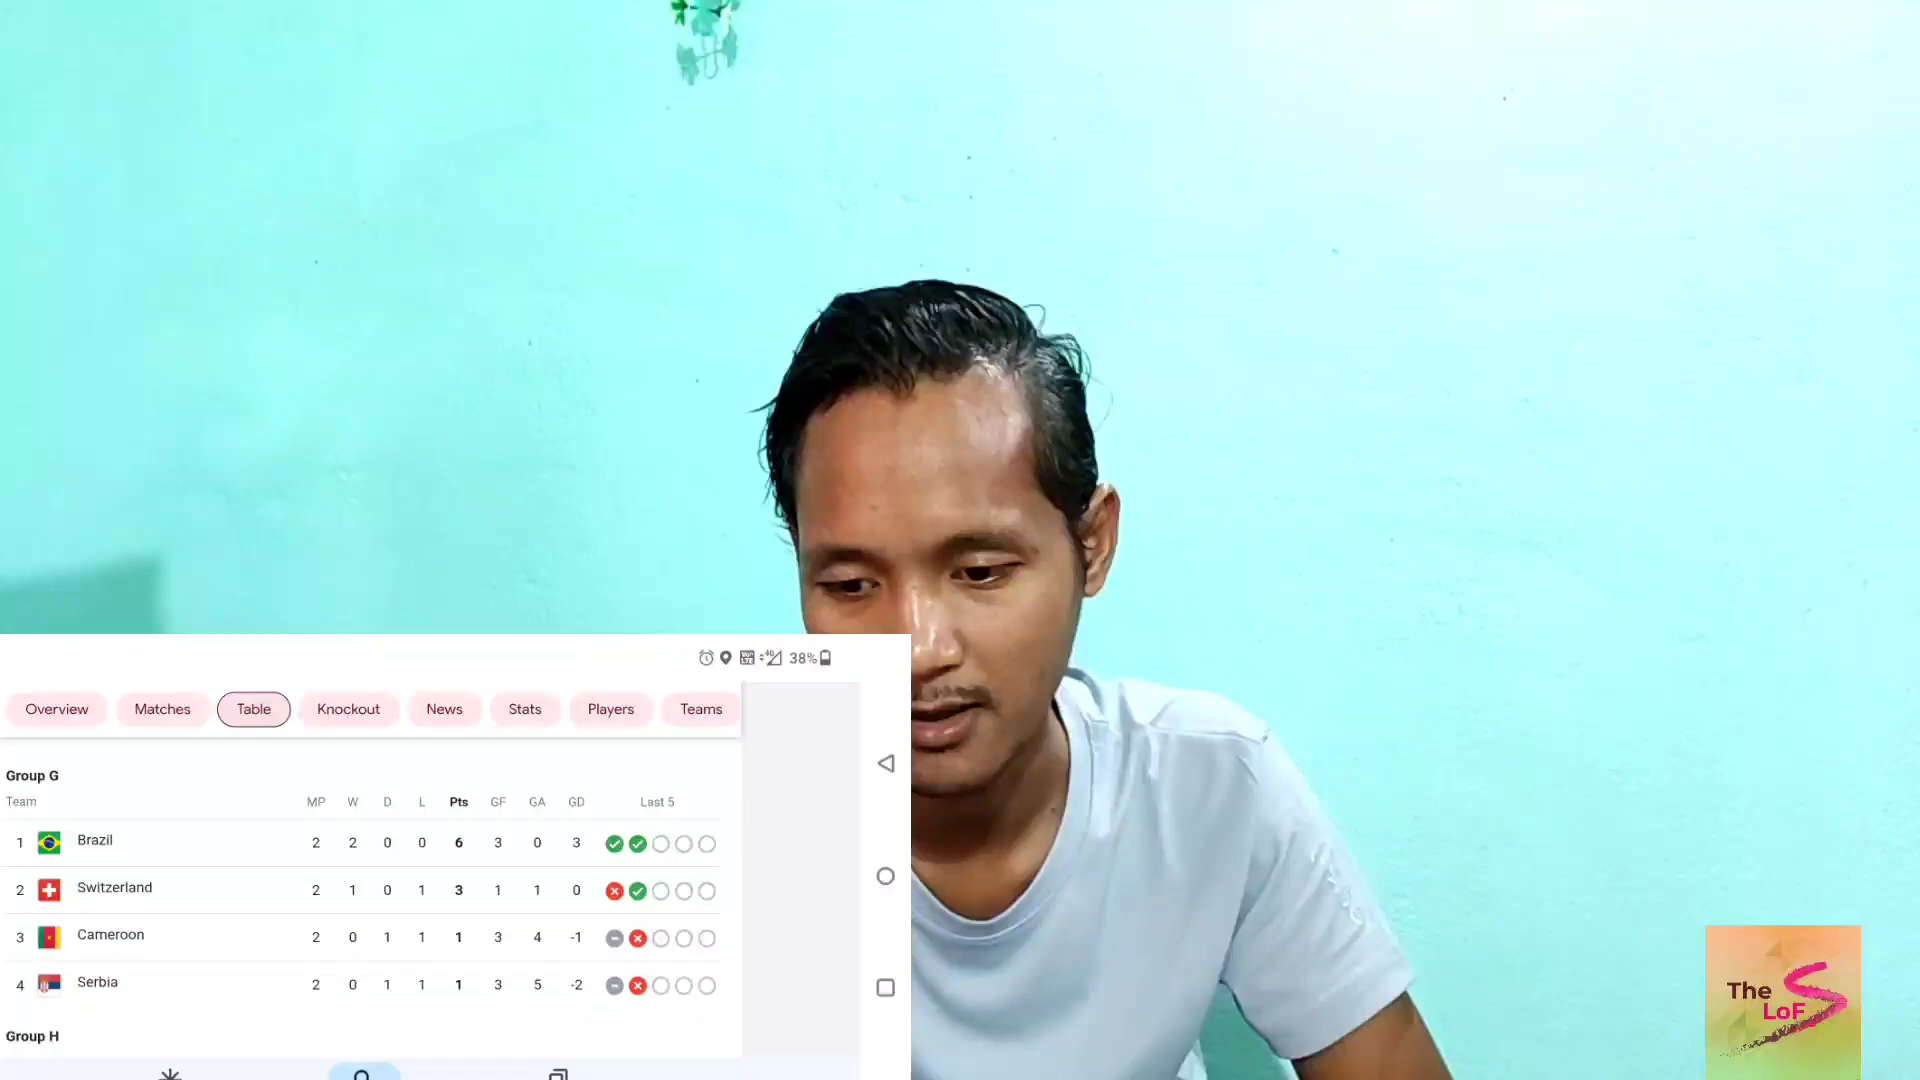 38%
Overview Matches Table Knockout News Stats Players Teams
Group G
Team MP W D L Pts GF GA GD Last 5
1 Brazil 2 2 0 0 6 3 0 3
2 Switzerland 2 1 0 1 3 1 1 0
3 Cameroon 2 0 1 1 1 3 4 -1
4 Serbia 2 0 1 1 1 3 5 -2
Group H
The S
LoF